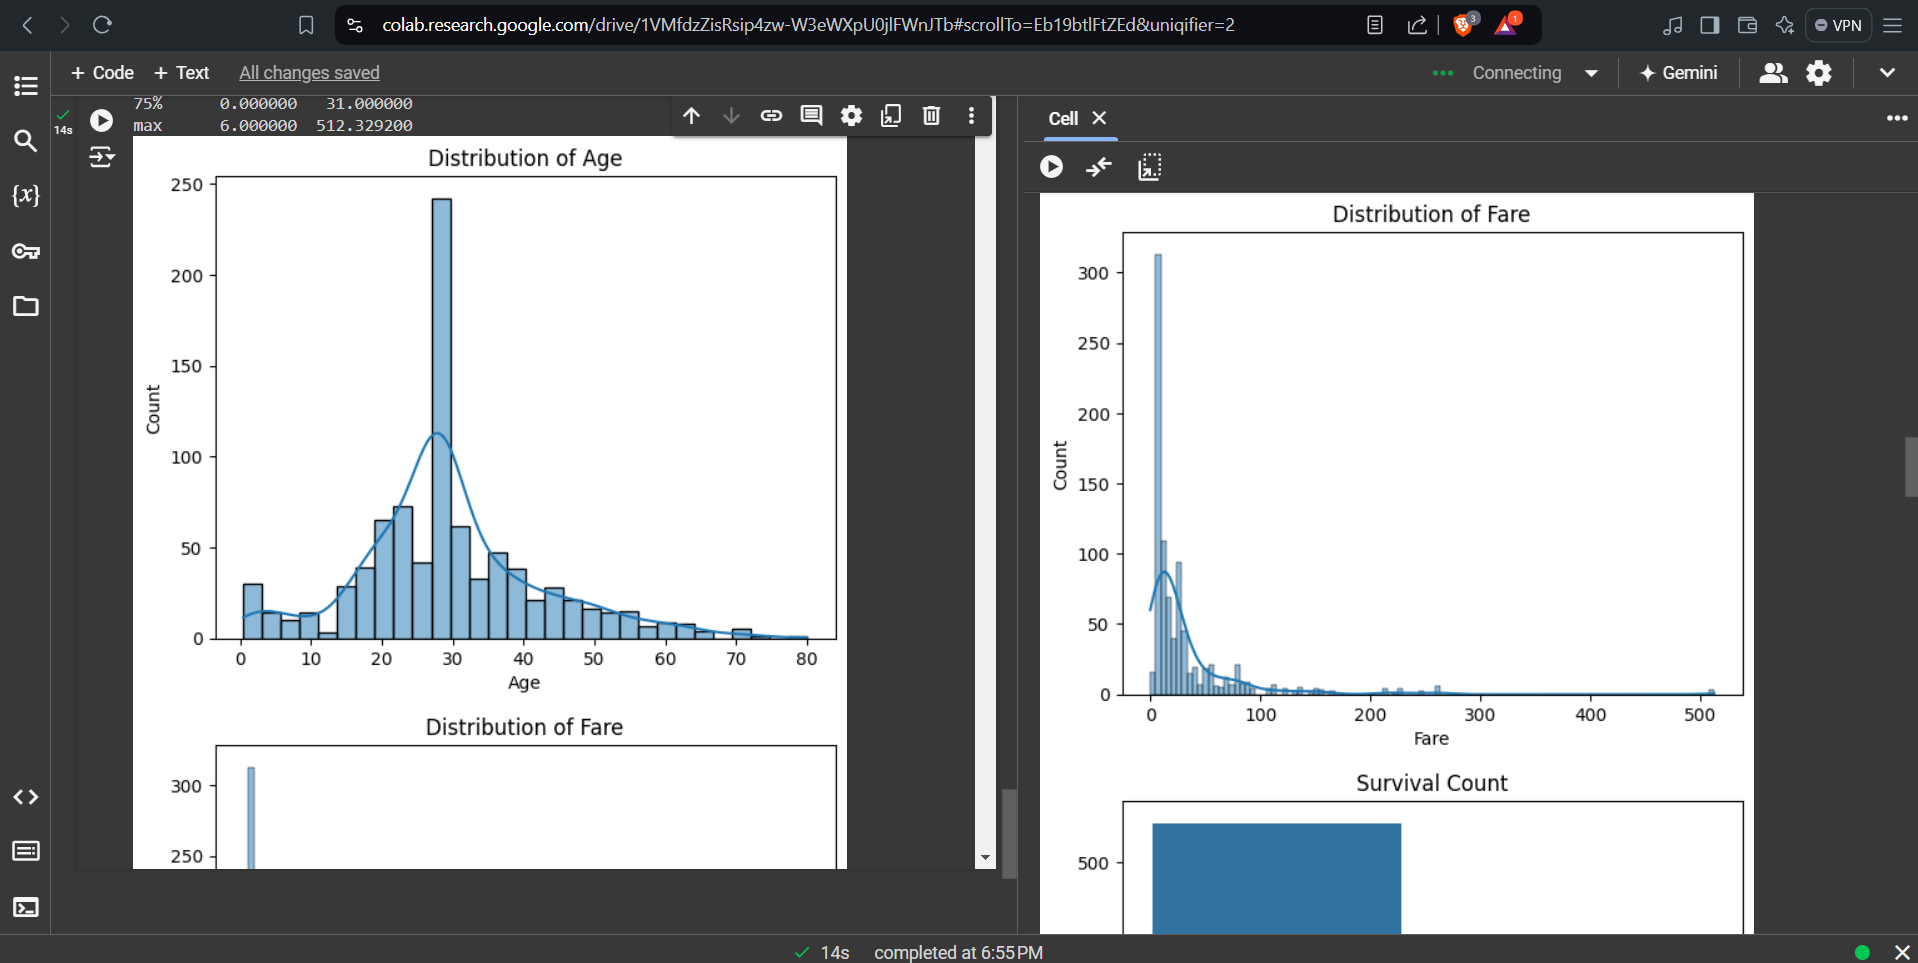 colab.research.google.com/drive/1VMfdzZisRsip4zw-W3eWXpU0jlFWnJTb#scrollTo=Eb19btlFtZEd&uniqifier=2
3
1
VPN
+ Code + Text All changes saved
Connecting
Gemini
14s
75% 0.000000 31.000000
max 6.000000 512.329200
Distribution of Age
250
200
150
100
50
0
Count
0 10 20 30 40 50 60 70 80
Age
Distribution of Fare
300
250
{x}
Cell
Distribution of Fare
300
250
200
150
100
50
0
Count
0 100 200 300 400 500
Fare
Survival Count
500
14s completed at 6:55 PM